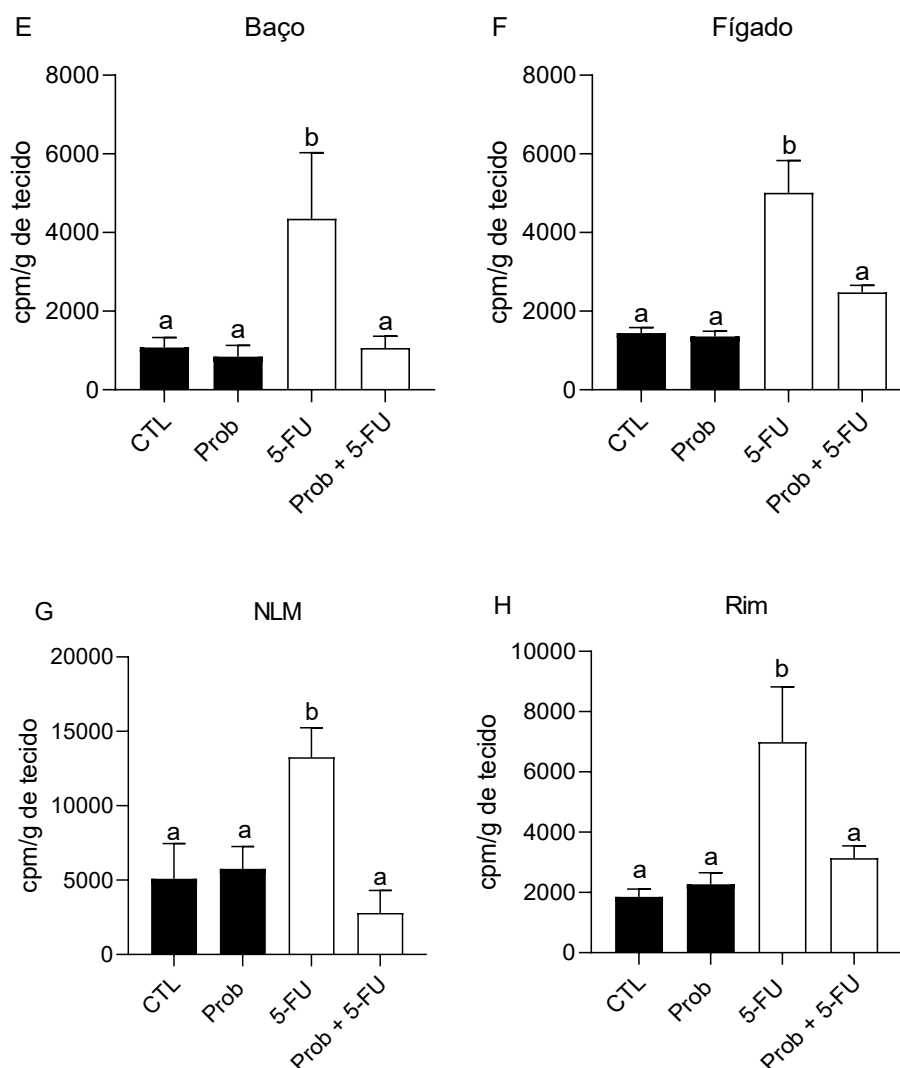 E Baço
8000
6000
4000
2000
0
cpm/g de tecido
a a b a
CTL Prob 5-FU Prob + 5-FU
F Fígado
8000
6000
4000
2000
0
cpm/g de tecido
a a b a
CTL Prob 5-FU Prob + 5-FU
G NLM
20000
15000
10000
5000
0
cpm/g de tecido
a a b a
CTL Prob 5-FU Prob + 5-FU
H Rim
10000
8000
6000
4000
2000
0
cpm/g de tecido
a a b a
CTL Prob 5-FU Prob + 5-FU